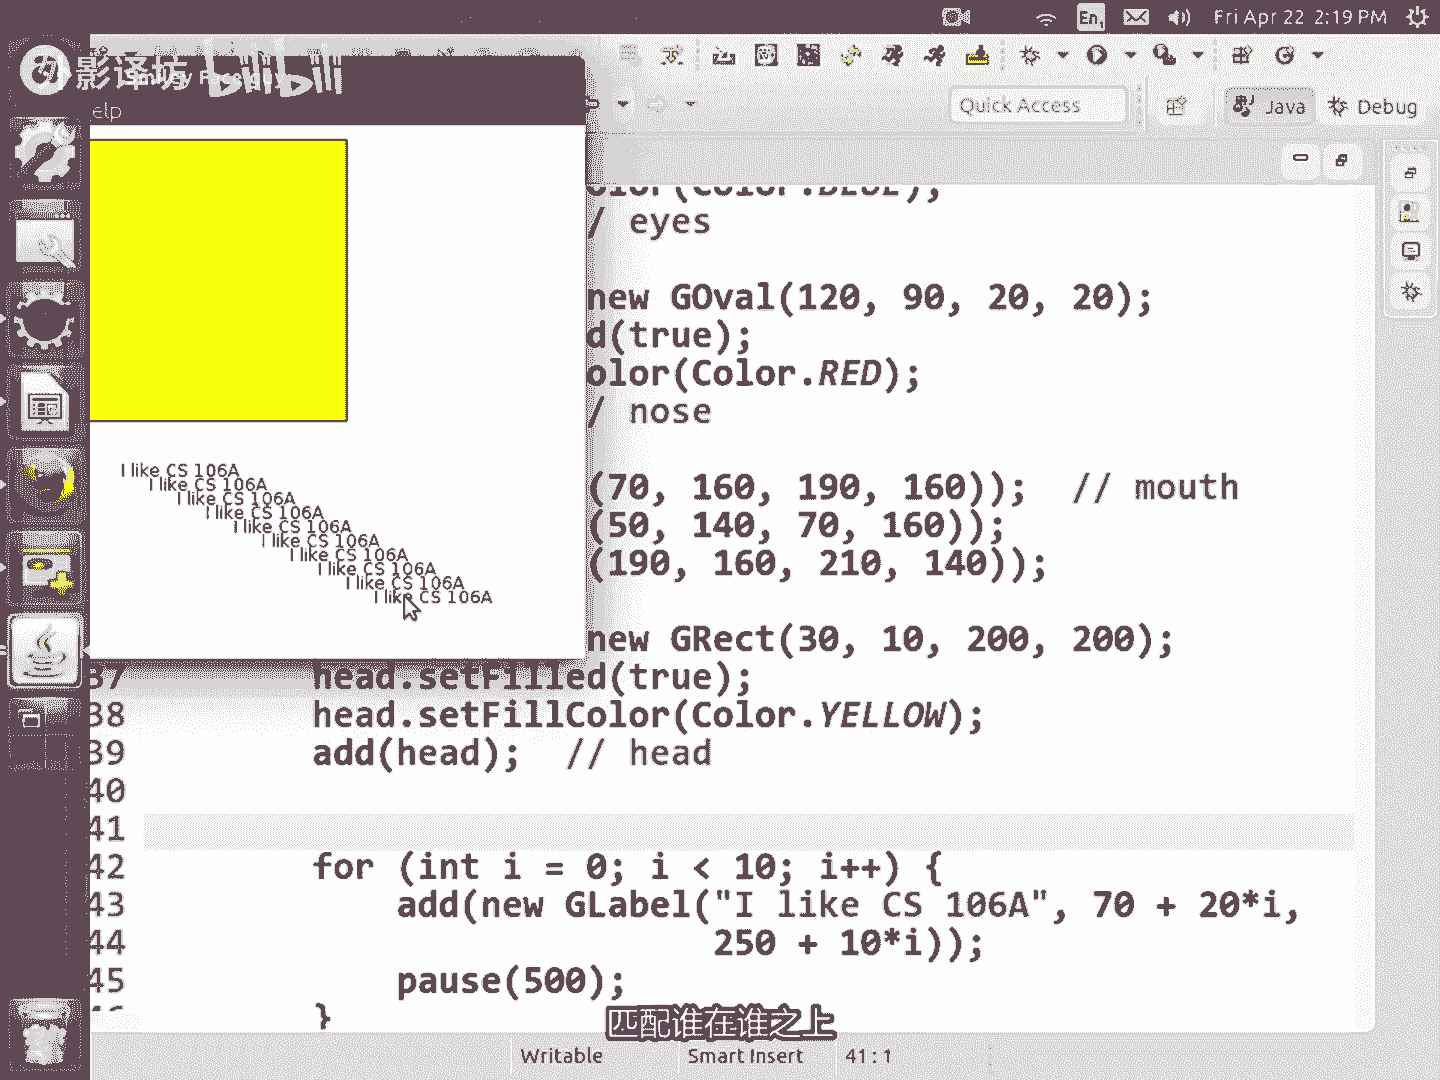 En
Fri Apr 22 2:19 PM
影译坊 bilibili
Smiley Face guy
elp
Quick Access
Java
Debug
I like CS 106A
I like CS 106A
I like CS 106A
I like CS 106A
I like CS 106A
I like CS 106A
I like CS 106A
I like CS 106A
I like CS 106A
I like CS 106A
olor(Color.BLUE);
/ eyes
new GOval(120, 90, 20, 20);
d(true);
olor(Color.RED);
/ nose
(70, 160, 190, 160));  // mouth
(50, 140, 70, 160));
(190, 160, 210, 140));
new GRect(30, 10, 200, 200);
37 head.setFilled(true);
38 head.setFillColor(Color.YELLOW);
39 add(head);  // head
40
41
42 for (int i = 0; i < 10; i++) {
43 add(new GLabel("I like CS 106A", 70 + 20*i,
44 250 + 10*i));
45 pause(500);
}
匹配谁在谁之上
Writable
Smart Insert
41 : 1